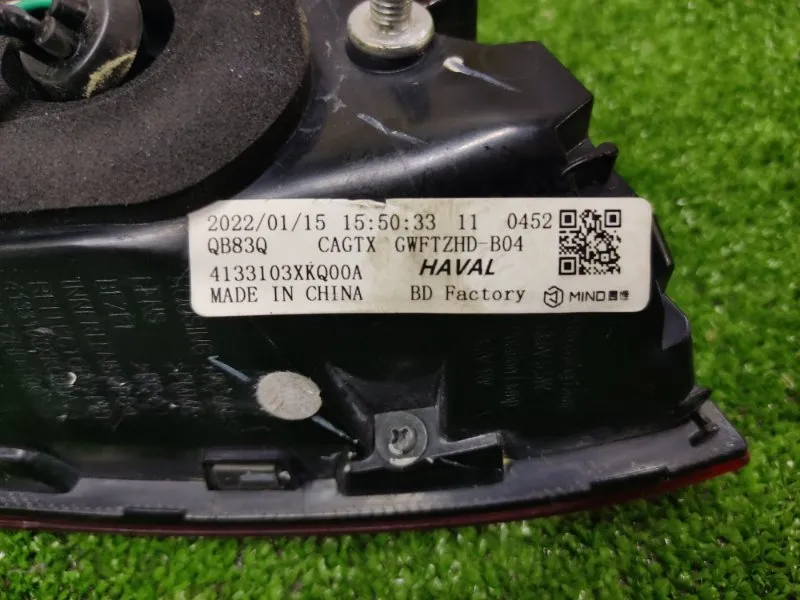 2022/01/15 15:50:33 11 0452
QB83Q CAGTX GWFTZHD-B04
4133103XKQ00A HAVAL
MADE IN CHINA BD Factory MIND